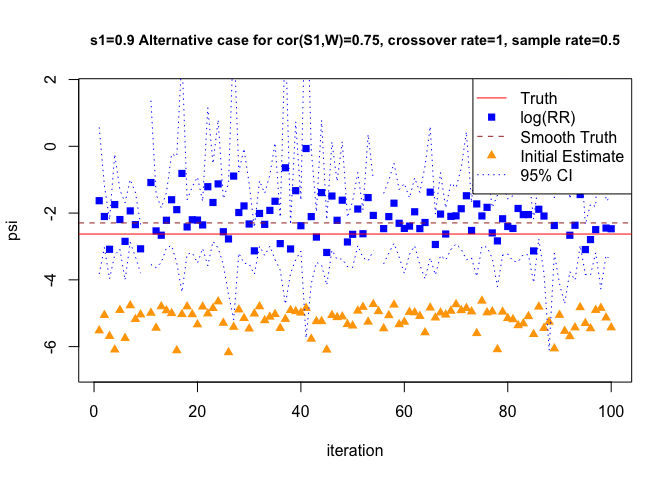 s1=0.9 Alternative case for cor(S1,W)=0.75, crossover rate=1, sample rate=0.5
2
0
-2
-4
-6
psi
Truth
log(RR)
Smooth Truth
Initial Estimate
95% CI
0
20
40
60
80
100
iteration